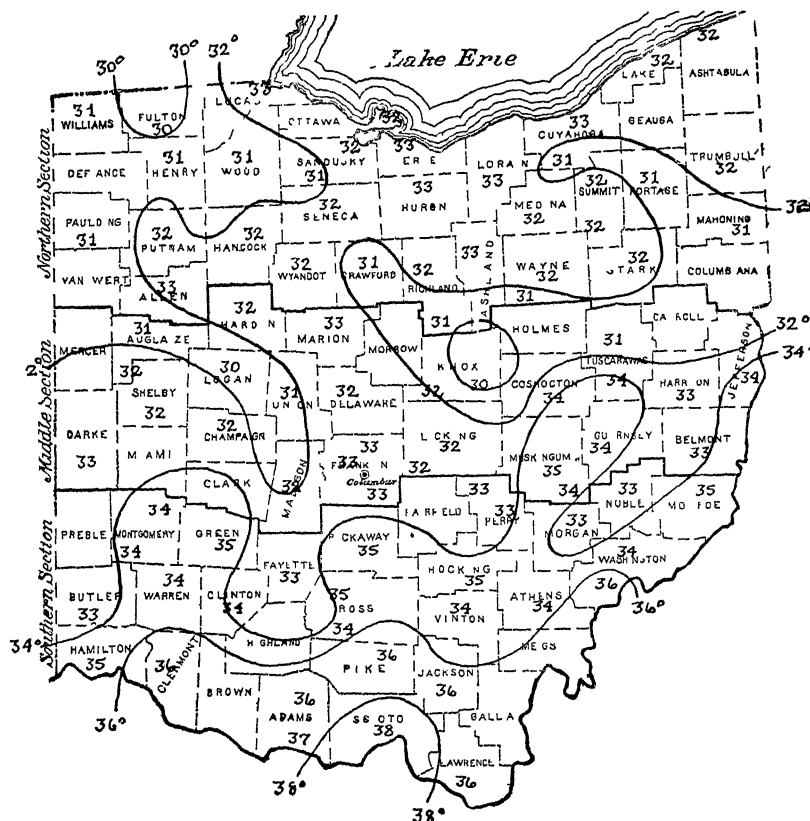 30° 30° 32°
Lake Erie
32
33
LUCAS
LAKE 32
ASHTABULA
31
WILLIAMS
FULTON
30
OTTAWA
32
33
CUYAHOGA
GEAUGA
Northern Section
DEFIANCE
31
HENRY
31
WOOD
32
SANDUSKY
31
33
ERIE
LORAIN
33
31
32
SUMMIT
32
31
PORTAGE
TRUMBULL
32
32°
PAULDING
31
32
PUTNAM
32
HANCOCK
32
SENECA
33
HURON
MEDINA
32
MAHONING
31
VAN WERT
33
ALLEN
32
WYANDOT
31
CRAWFORD
32
RICHLAND
33
ASHLAND
WAYNE
32
31
32
STARK
COLUMBIANA
Middle Section
MERCER
31
AUGLAIZE
32
HARDIN
33
MARION
MORROW
31
KNOX
30
HOLMES
31
TUSCARAWAS
CARROLL
JEFFERSON
34
32°
34°
2°
32
SHELBY
32
30
LOGAN
31
UNION
32
DELAWARE
32
COSHOCTON
34
34
HARRISON
33
DARKE
33
MIAMI
32
CHAMPAIGN
CLARK
32
MADISON
33
FRANKLIN
Columbus
33
LICKING
32
32
MUSKINGUM
35
34
GUERNSEY
34
BELMONT
33
Southern Section
PREBLE
34
MONTGOMERY
34
GREEN
35
FAYETTE
33
PICKAWAY
35
FAIRFIELD
33
PERRY
33
33
MORGAN
33
NOBLE
35
MONROE
34
WASHINGTON
BUTLER
33
34
WARREN
CLINTON
34
35
ROSS
34
HOCKING
35
34
VINTON
ATHENS
34
36
36°
34°
HAMILTON
35
36
CLERMONT
HIGHLAND
36
PIKE
JACKSON
36
MEIGS
36°
BROWN
36
ADAMS
37
SCIOTO
38
GALLIA
LAWRENCE
36
38°
38°